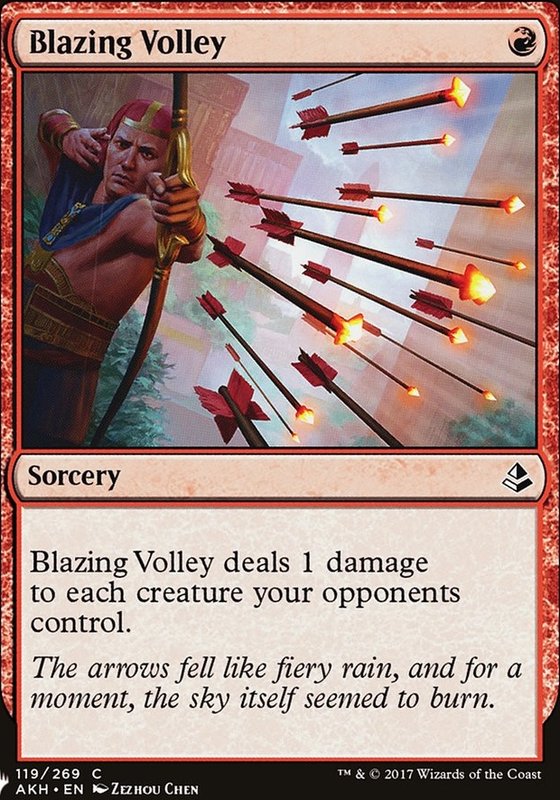 Blazing Volley
Sorcery
Blazing Volley deals 1 damage
to each creature your opponents
control.
The arrows fell like fiery rain, and for a
moment, the sky itself seemed to burn.
119/269 C
AKH • EN Zezhou Chen
™ & © 2017 Wizards of the Coast